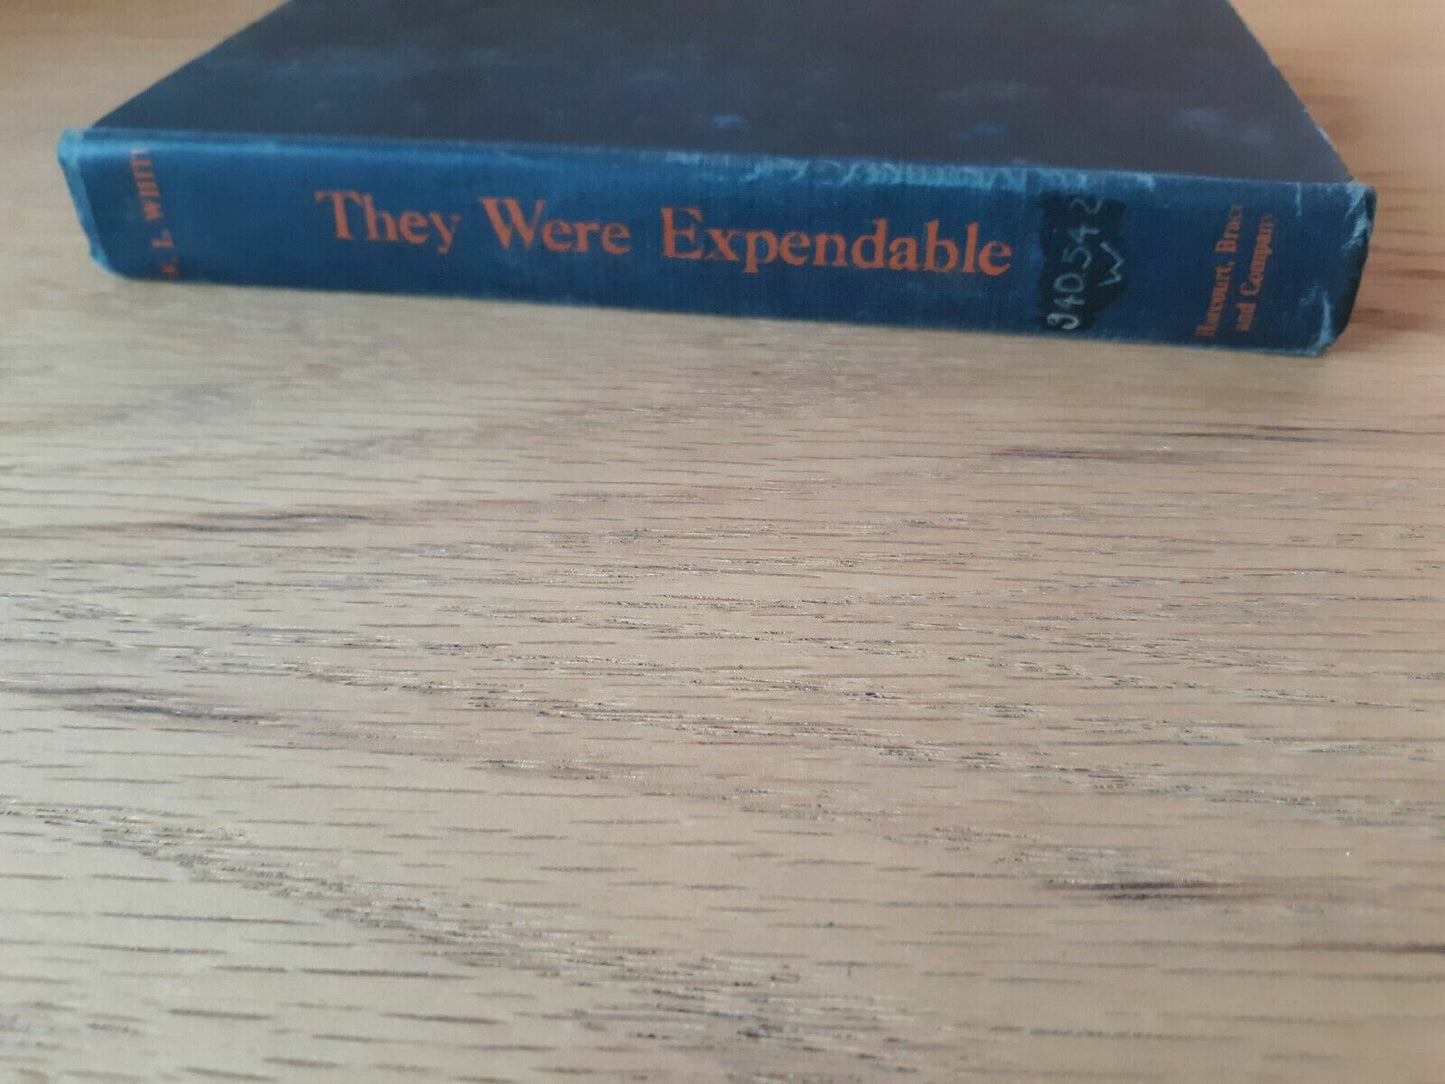 W. L. WHITE
They Were Expendable
940.542
W
Harcourt, Brace
and Company